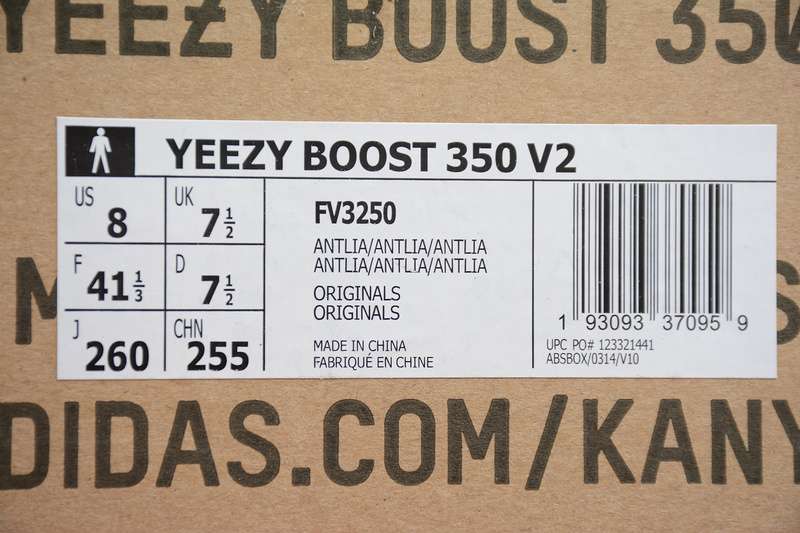 YEEZY BOOST 350
YEEZY BOOST 350 V2
US 8 UK 7 1/2
F 41 1/3 D 7 1/2
J 260 CHN 255
FV3250
ANTLIA/ANTLIA/ANTLIA
ANTLIA/ANTLIA/ANTLIA
ORIGINALS
ORIGINALS
MADE IN CHINA
FABRIQUÉ EN CHINE
1 93093 37095 9
UPC PO# 123321441
ABSBOX/0314/V10
M
S
DIDAS.COM/KANY